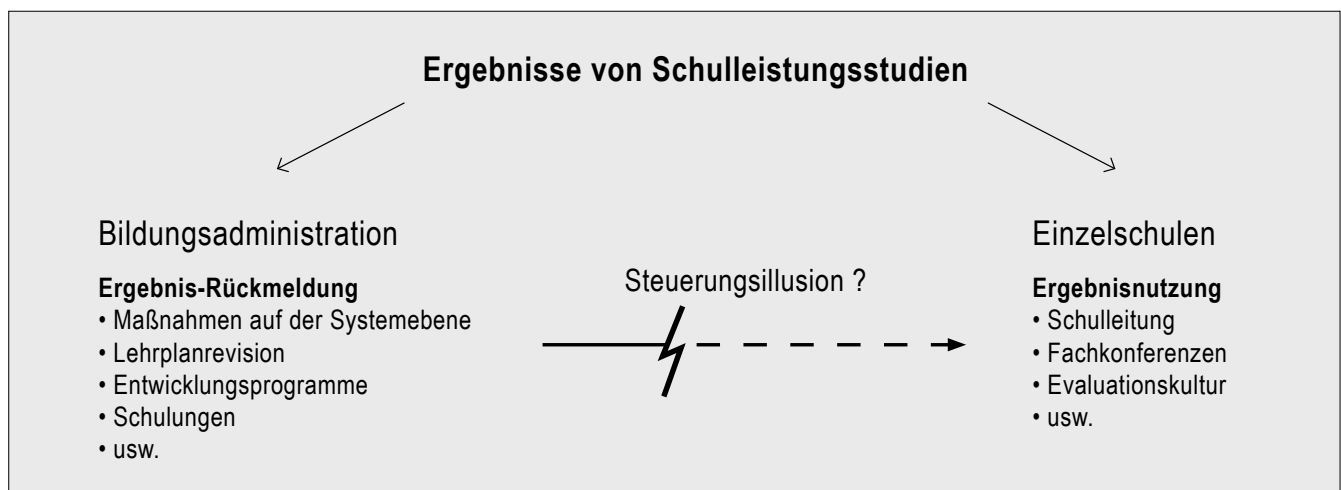 Ergebnisse von Schulleistungsstudien
Bildungsadministration
Ergebnis-Rückmeldung
• Maßnahmen auf der Systemebene
• Lehrplanrevision
• Entwicklungsprogramme
• Schulungen
• usw.
Steuerungsillusion ?
Einzelschulen
Ergebnisnutzung
• Schulleitung
• Fachkonferenzen
• Evaluationskultur
• usw.